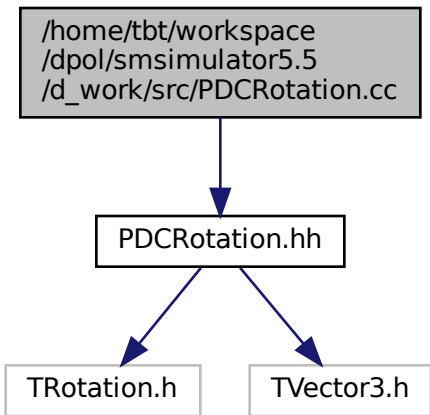 /home/tbt/workspace
/dpol/smsimulator5.5
/d_work/src/PDCRotation.cc
PDCRotation.hh
TRotation.h
TVector3.h